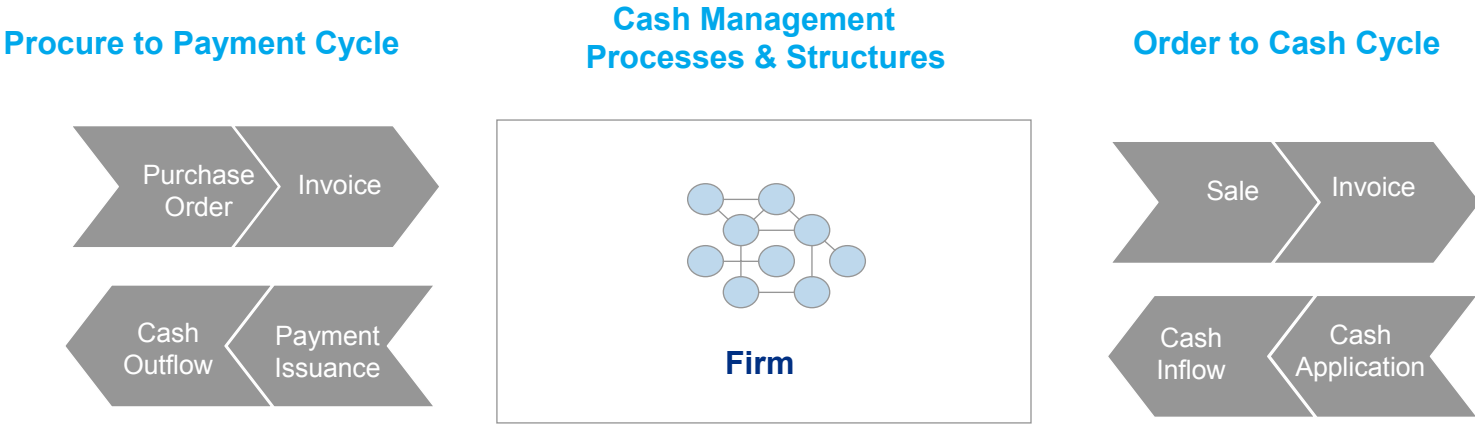 Procure to Payment Cycle
Cash Management
Processes & Structures
Order to Cash Cycle
Purchase
Order
Invoice
Cash
Outflow
Payment
Issuance
Firm
Sale
Invoice
Cash
Inflow
Cash
Application